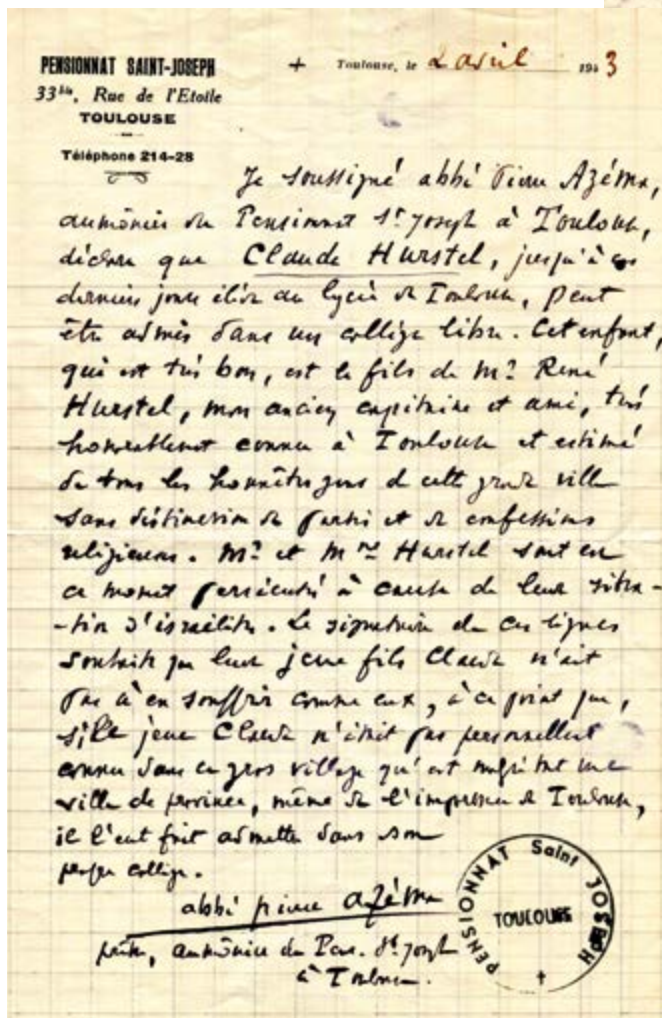 PENSIONNAT SAINT-JOSEPH
33bis, Rue de l'Etoile
TOULOUSE
Téléphone 214-28
+ Toulouse, le 2 avril 1943
Je soussigné abbé Pierre Azéma,
aumônier du Pensionnat St Joseph à Toulouse,
déclare que Claude Hurstel, jusqu'à ces
derniers jours élève au lycée de Toulouse, peut
être admis dans un collège libre. Cet enfant,
qui est très bon, est le fils de Mr René
Hurstel, mon ancien capitaine et ami, très
honorablement connu à Toulouse et estimé
de tous les honnêtes gens de cette grande ville
sans distinction de partis et de confessions
religieuses. Mr et Mme Hurstel sont en
ce moment persécutés à cause de leur situa-
-tion d'israélites. Le signataire de ces lignes
souhaite que leur jeune fils Claude n'ait
pas à en souffrir comme eux, à ce point que,
si le jeune Claude n'était pas personnellement
connu dans ce gros village qu'est malgré tout une
ville de province, même de l'importance de Toulouse,
il l'eut fait admettre dans son
propre collège.
abbé pierre azéma
prêtre, aumônier du Pen. St Joseph
à Toulouse.
PENSIONNAT Saint JOSEPH
TOULOUSE